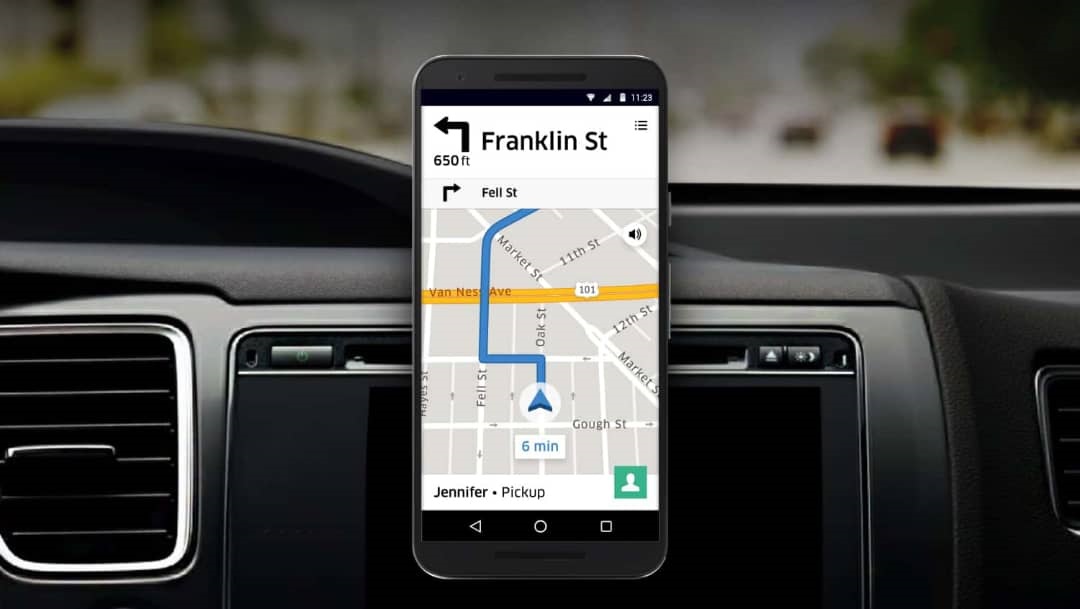 11:23
Franklin St
650 ft
Fell St
Market St
11th St
Van Ness Ave
101
Oak St
12th St
Market S
Fell St
Hayes St
Gough St
6 min
Jennifer • Pickup